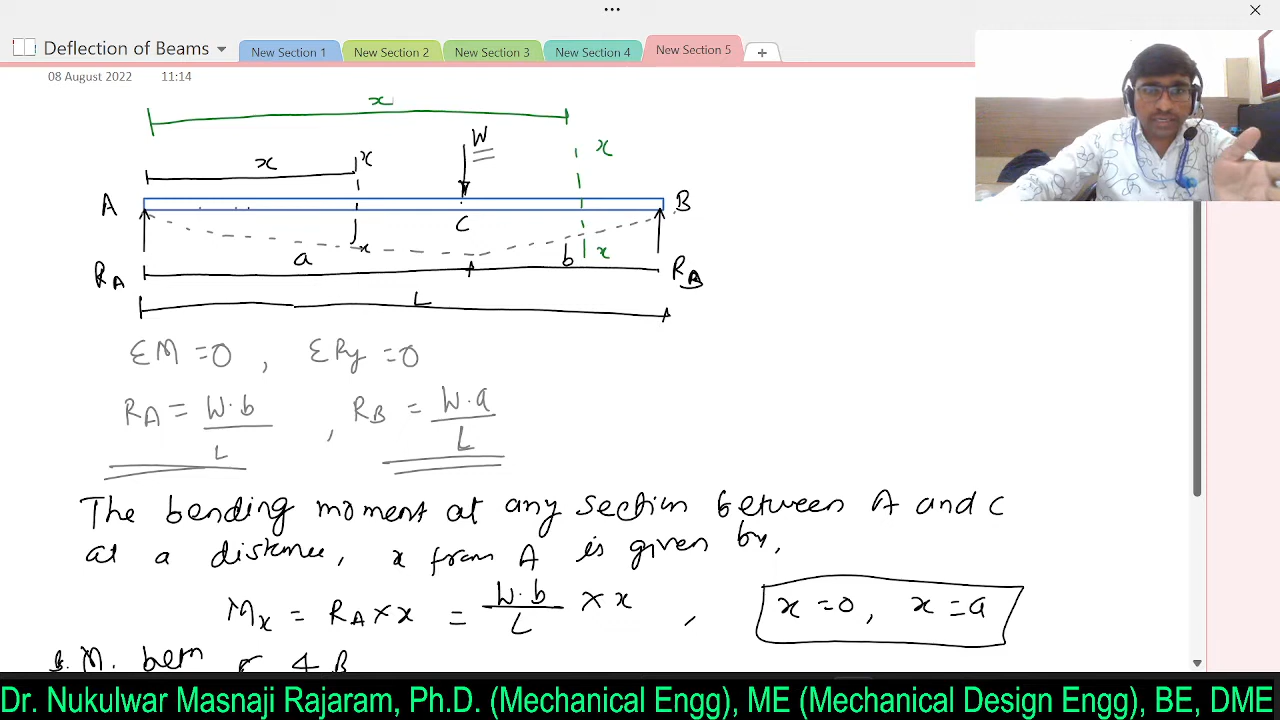 Deflection of Beams
New Section 1
New Section 2
New Section 3
New Section 4
New Section 5
08 August 2022 11:14
x
W
x
x
x
A
B
C
x
a
b
x
RA
RB
L
ΣM = 0 , ΣFy = 0
RA = W·b / L , RB = W·a / L
The bending moment at any section between A and C
at a distance, x from A is given by,
Mx = RA × x = W·b / L × x , x = 0, x = a
B.M. betn C & B
Dr. Nukulwar Masnaji Rajaram, Ph.D. (Mechanical Engg), ME (Mechanical Design Engg), BE, DME